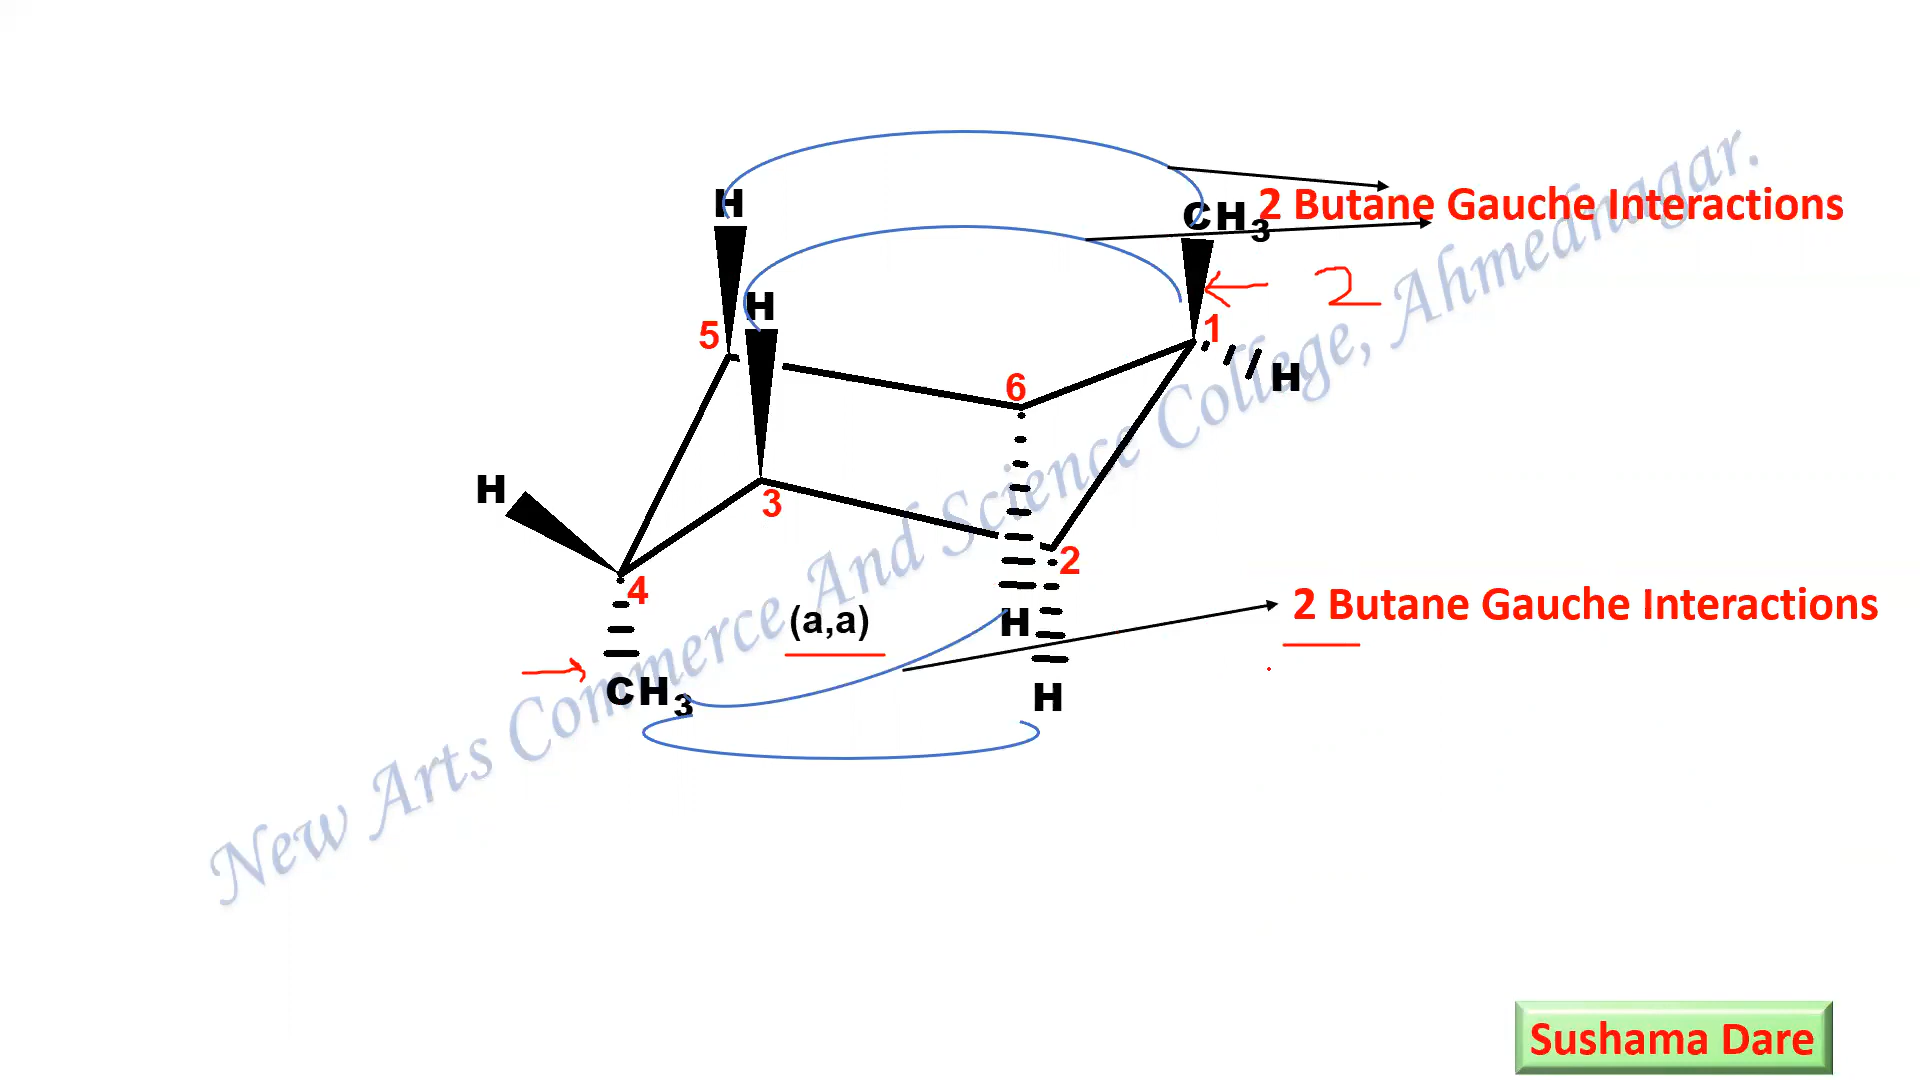 H
CH3
2 Butane Gauche Interactions
2
H
5
1
6
H
H
3
2
4
(a,a)
H
2 Butane Gauche Interactions
CH3
H
New Arts Commerce And Science College, Ahmednagar.
Sushama Dare